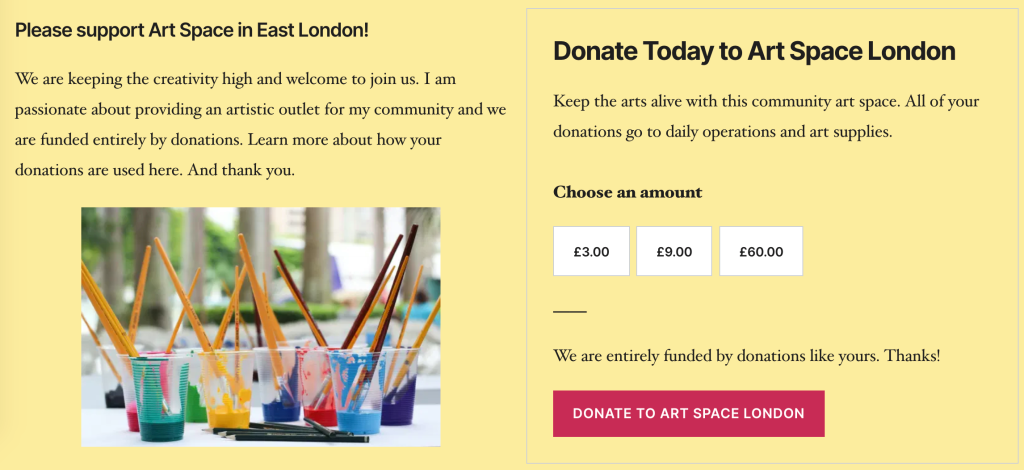 Please support Art Space in East London!
We are keeping the creativity high and welcome to join us. I am
passionate about providing an artistic outlet for my community and we
are funded entirely by donations. Learn more about how your
donations are used here. And thank you.
Donate Today to Art Space London
Keep the arts alive with this community art space. All of your
donations go to daily operations and art supplies.
Choose an amount
£3.00 £9.00 £60.00
We are entirely funded by donations like yours. Thanks!
DONATE TO ART SPACE LONDON